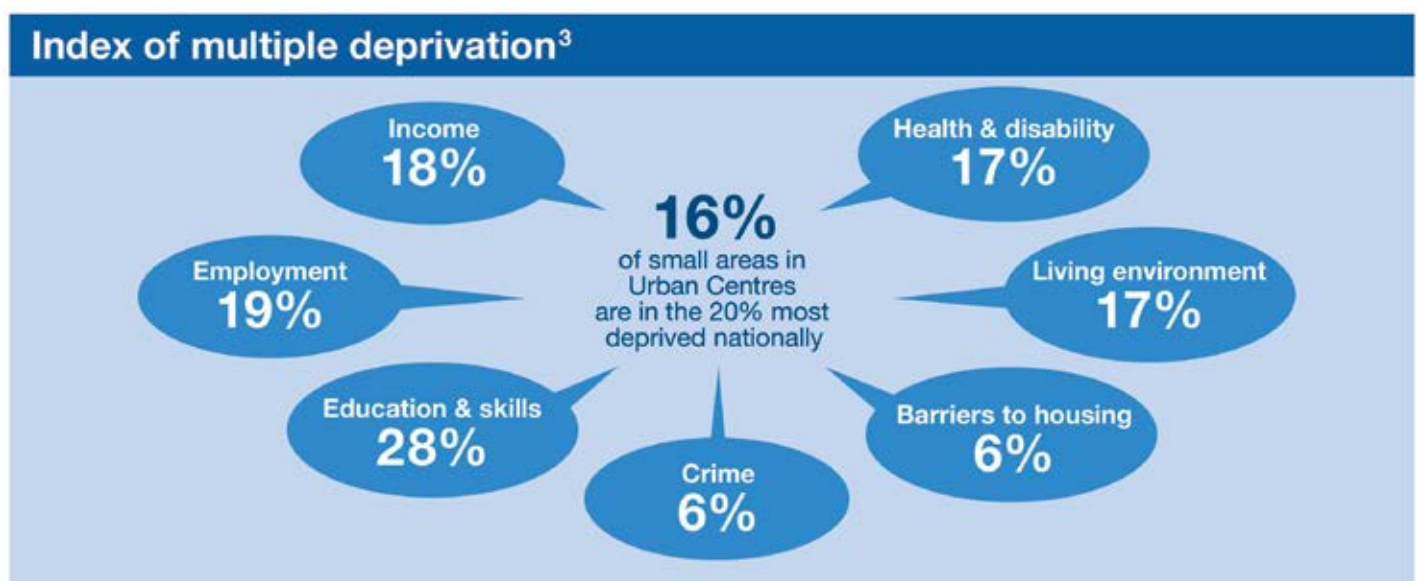 Index of multiple deprivation³
Income
18%
Health & disability
17%
16%
of small areas in
Urban Centres
are in the 20% most
deprived nationally
Employment
19%
Living environment
17%
Education & skills
28%
Barriers to housing
6%
Crime
6%